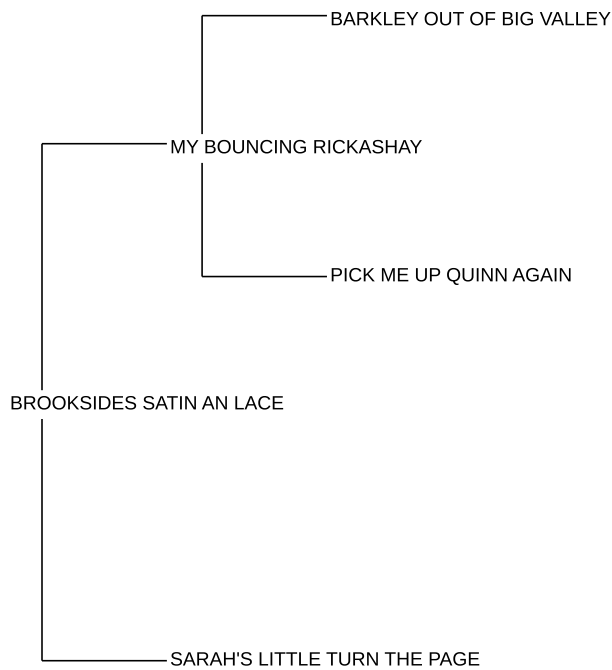 BARKLEY OUT OF BIG VALLEY
MY BOUNCING RICKASHAY
PICK ME UP QUINN AGAIN
BROOKSIDES SATIN AN LACE
SARAH'S LITTLE TURN THE PAGE